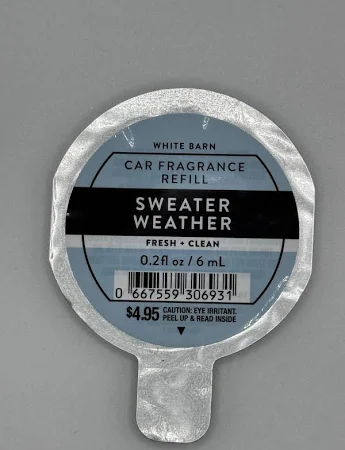 WHITE BARN
CAR FRAGRANCE
REFILL
SWEATER
WEATHER
FRESH + CLEAN
0.2fl oz / 6 mL
0 667559 306931
$4.95 CAUTION: EYE IRRITANT.
PEEL UP & READ INSIDE